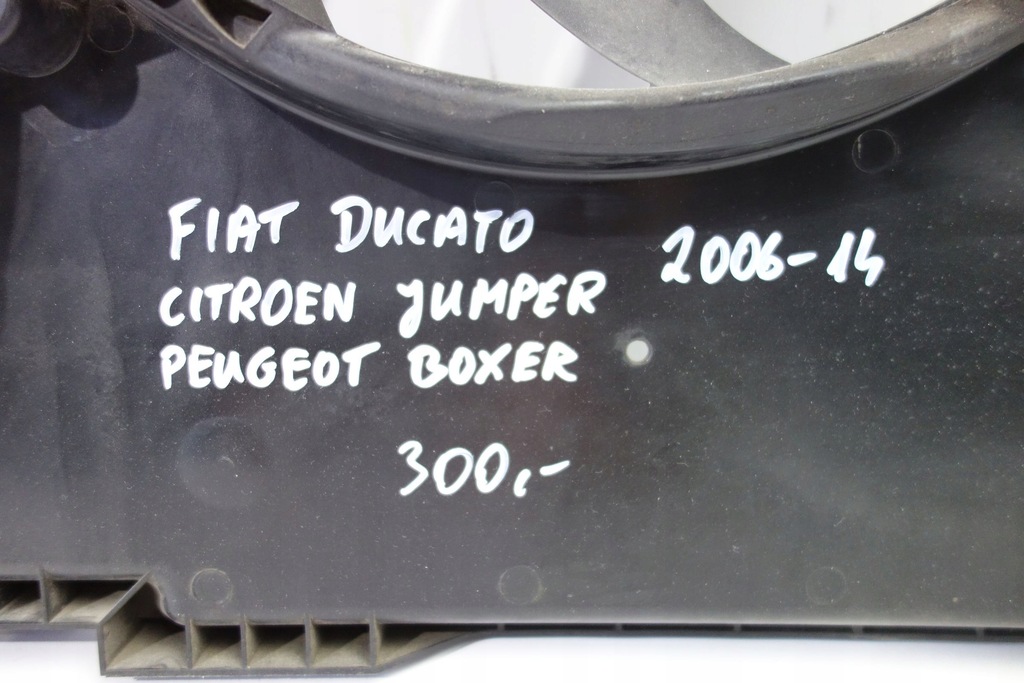 FIAT DUCATO 2006-14
CITROEN JUMPER
PEUGEOT BOXER
300,-